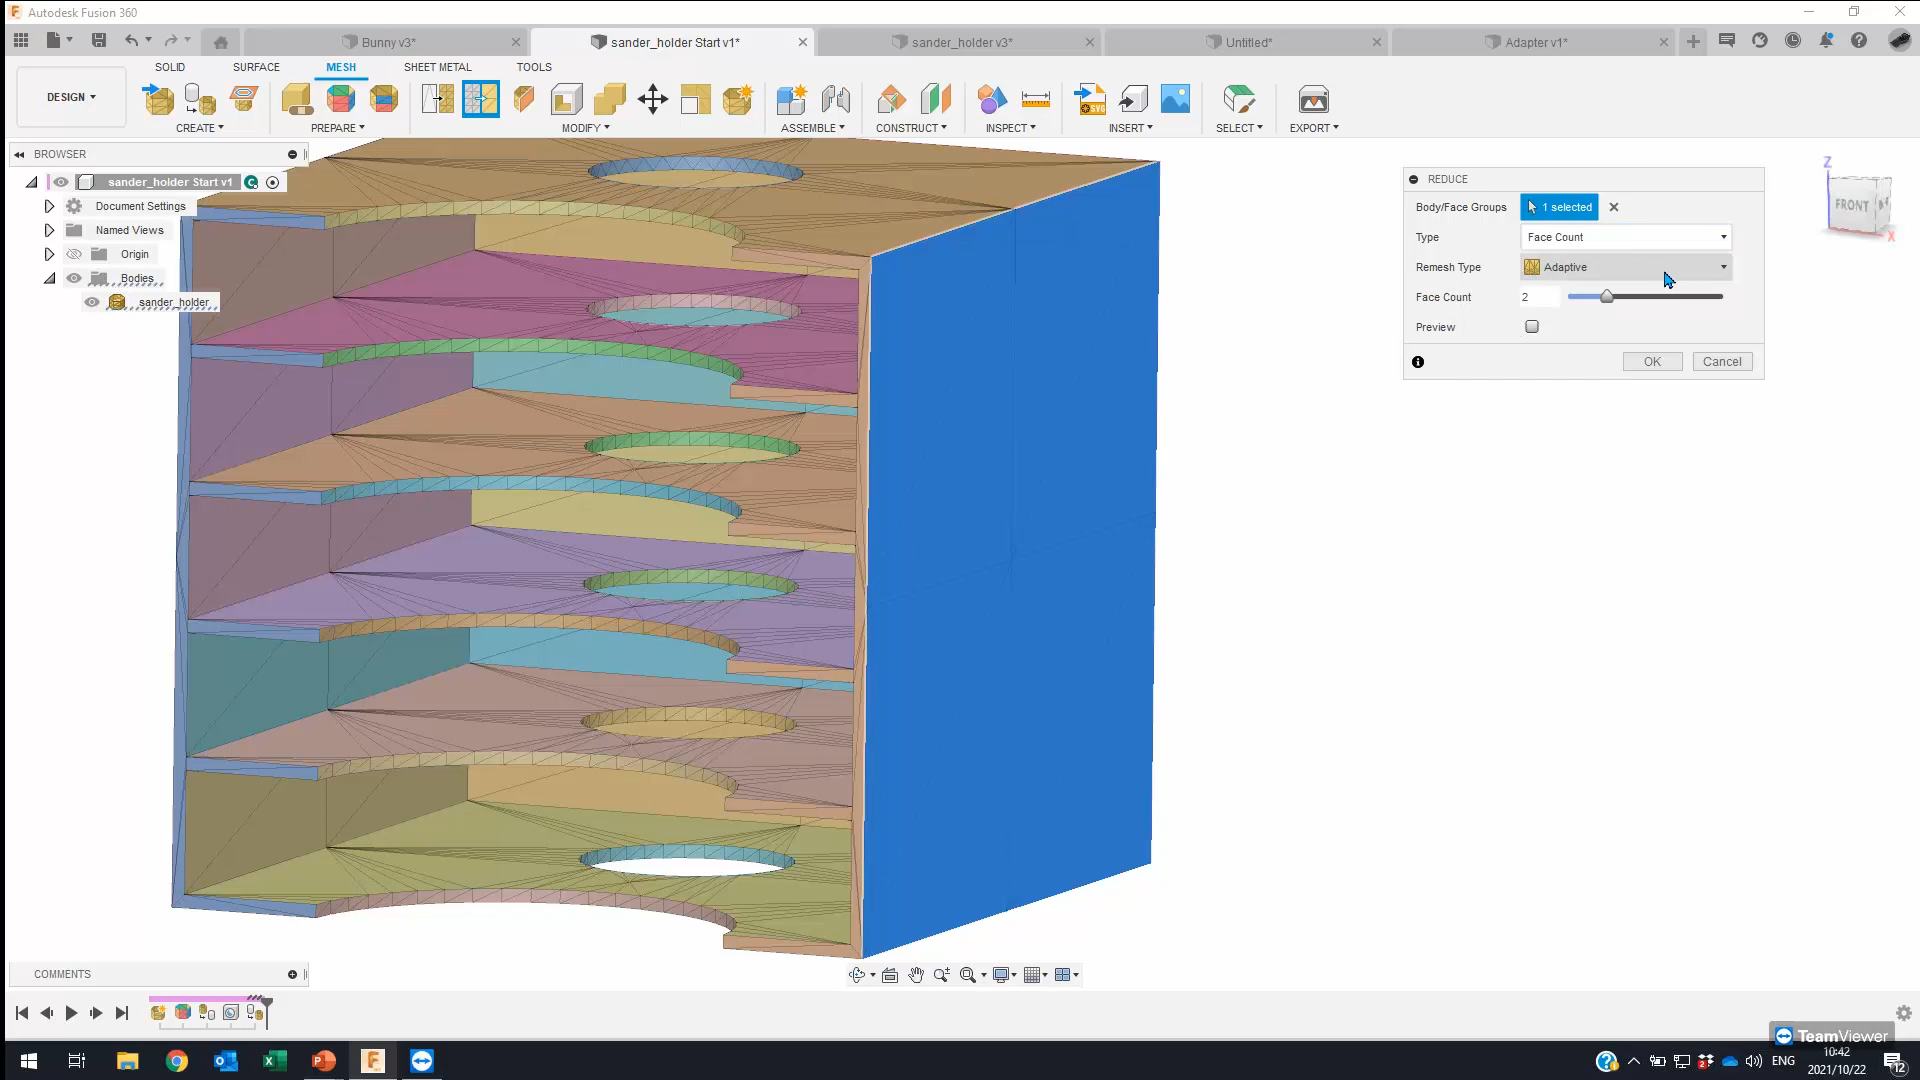 Autodesk Fusion 360
Bunny v3*
sander_holder Start v1*
sander_holder v3*
Untitled*
Adapter v1*
DESIGN
SOLID
SURFACE
MESH
SHEET METAL
TOOLS
CREATE
PREPARE
MODIFY
ASSEMBLE
CONSTRUCT
INSPECT
INSERT
SELECT
EXPORT
SVG
BROWSER
sander_holder Start v1
Document Settings
Named Views
Origin
Bodies
sander_holder
REDUCE
Body/Face Groups
1 selected
Type
Face Count
Remesh Type
Adaptive
Face Count
2
Preview
OK
Cancel
Z
FRONT
X
COMMENTS
TeamViewer
ENG
10:42
2021/10/22
12